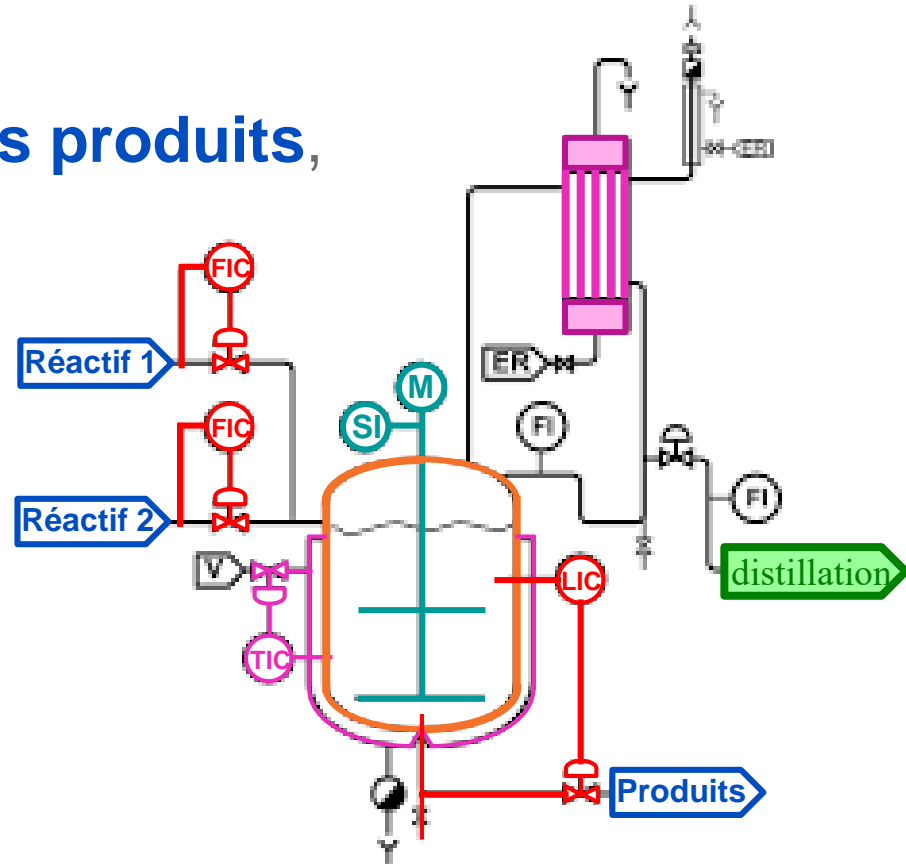 s produits,
FIC
Réactif 1
ER
M
SI
FI
FIC
Réactif 2
FI
V
LIC
distillation
TIC
Produits